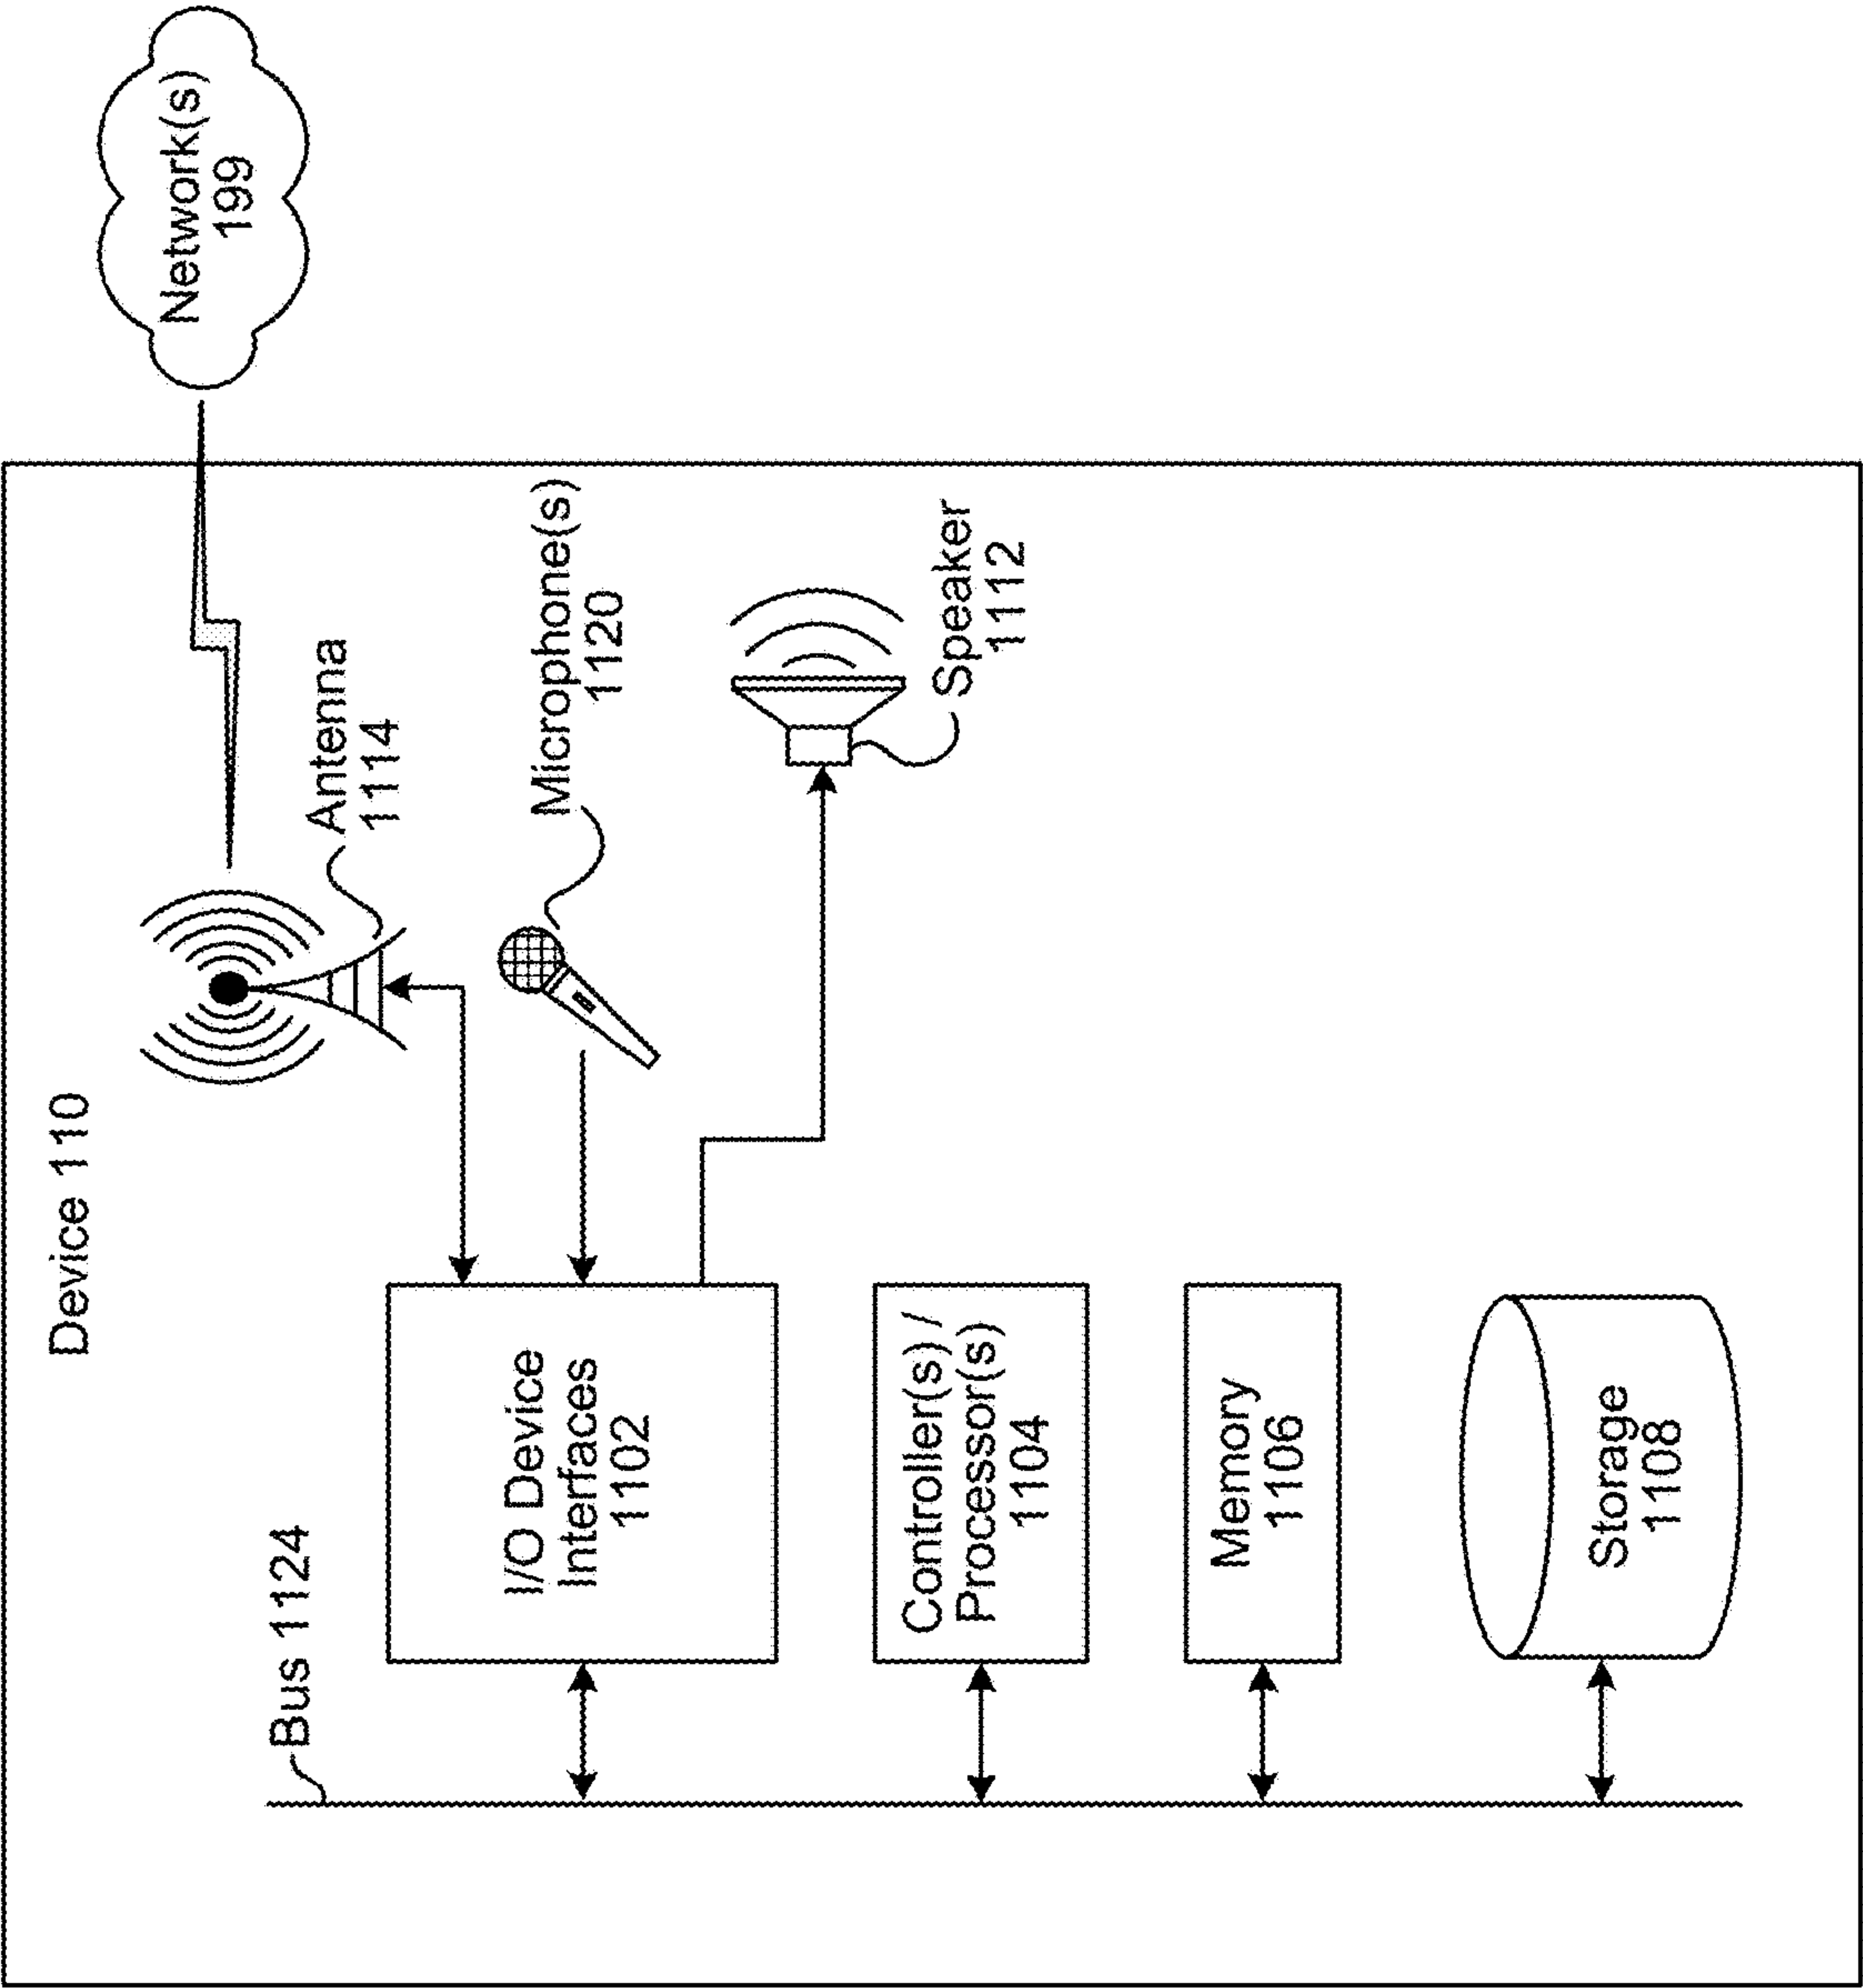 Device 110
Network(s)
199
Bus 1124
Antenna
1114
I/O Device
Interfaces
1102
Microphone(s)
1120
Speaker
1112
Controller(s) /
Processor(s)
1104
Memory
1106
Storage
1108